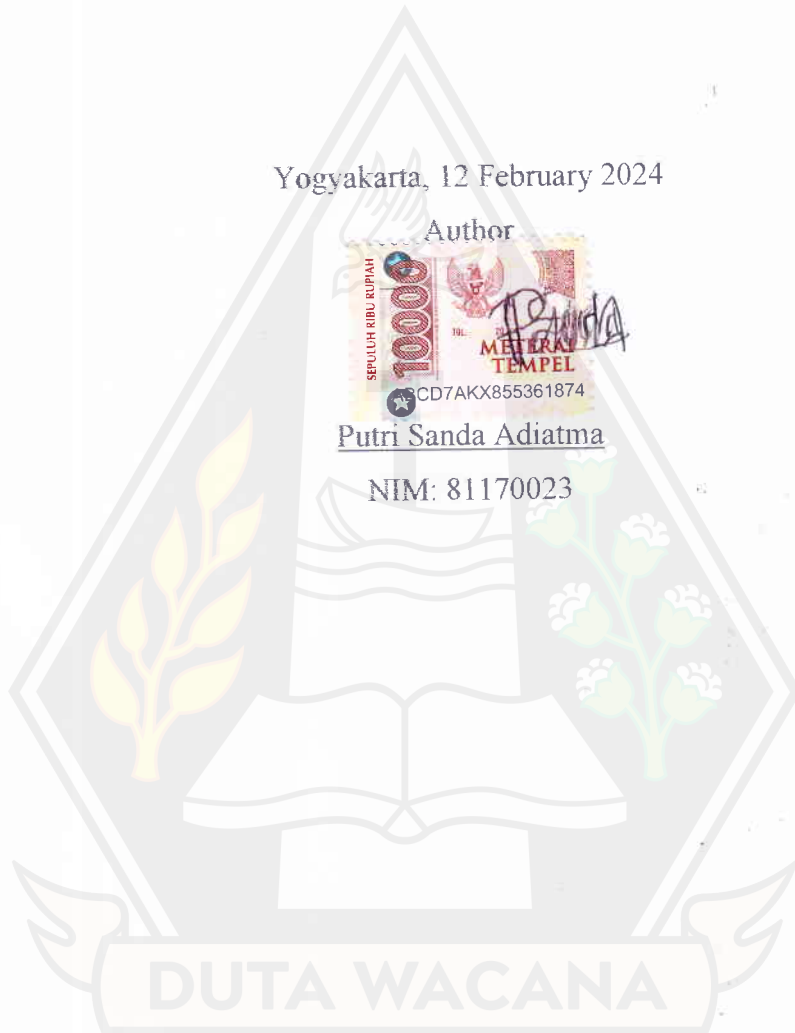 Yogyakarta, 12 February 2024
Author
SEPULUH RIBU RUPIAH
10000
METERAI
TEMPEL
CD7AKX855361874
Putri Sanda Adiatma
NIM: 81170023
DUTA WACANA